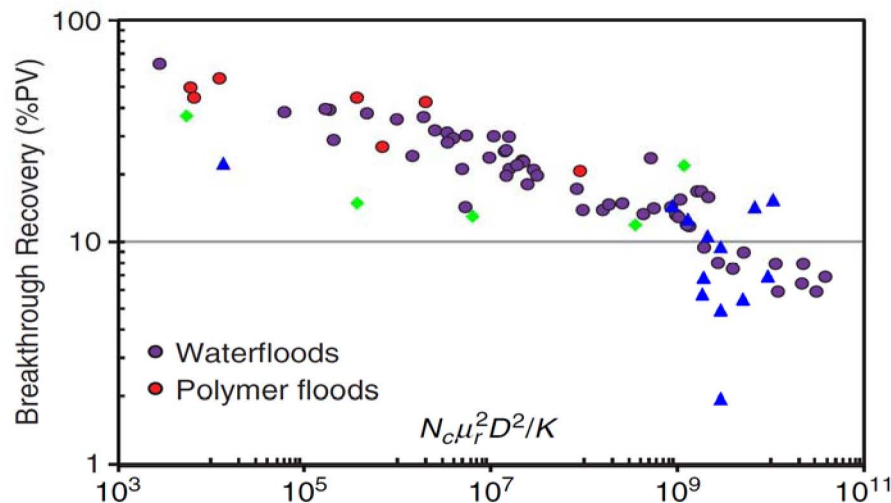 100
Breakthrough Recovery (%PV)
10
Waterfloods
Polymer floods
N_cμ_r^2D^2/K
1
10^3 10^5 10^7 10^9 10^11